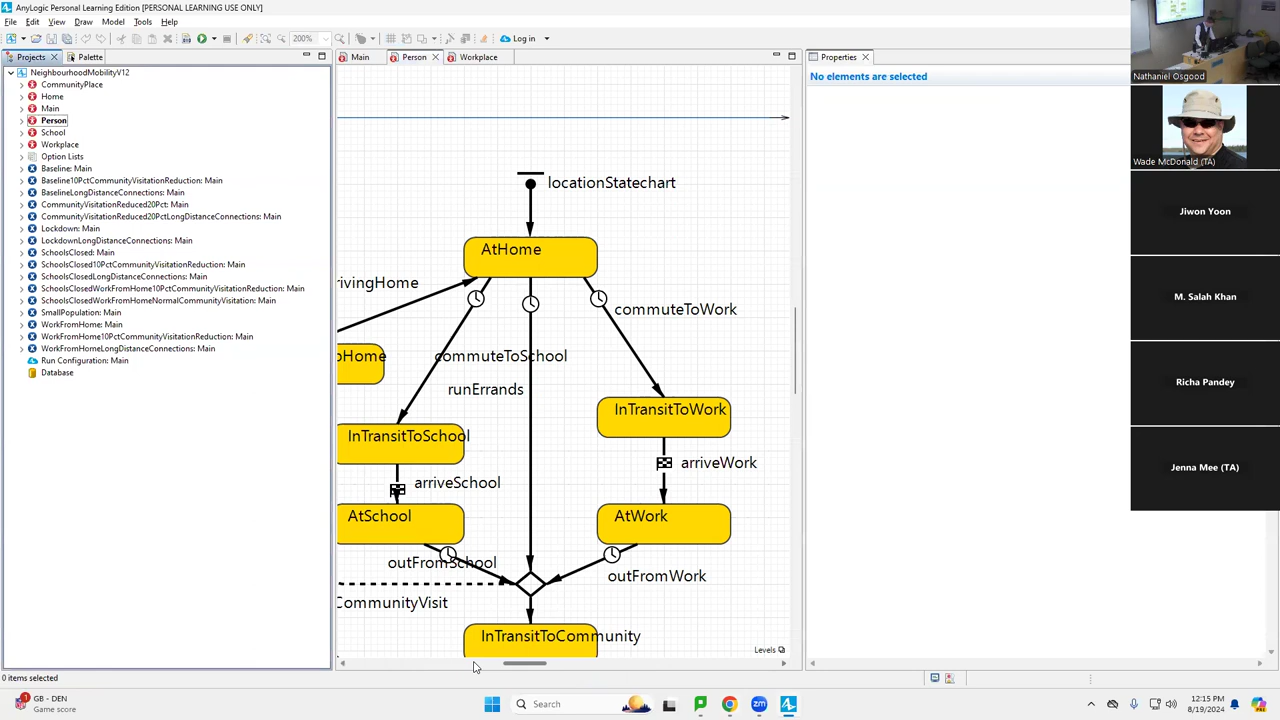 AnyLogic Personal Learning Edition [PERSONAL LEARNING USE ONLY]
File Edit View Draw Model Tools Help
200%
Log in
Projects
Palette
Main
Person
Workplace
Properties
NeighbourhoodMobilityV12
CommunityPlace
Home
Main
Person
School
Workplace
Option Lists
Baseline: Main
Baseline10PctCommunityVisitationReduction: Main
BaselineLongDistanceConnections: Main
CommunityVisitationReduced20Pct: Main
CommunityVisitationReduced20PctLongDistanceConnections: Main
Lockdown: Main
LockdownLongDistanceConnections: Main
SchoolsClosed: Main
SchoolsClosed10PctCommunityVisitationReduction: Main
SchoolsClosedLongDistanceConnections: Main
SchoolsClosedWorkFromHome10PctCommunityVisitationReduction: Main
SchoolsClosedWorkFromHomeNormalCommunityVisitation: Main
SmallPopulation: Main
WorkFromHome: Main
WorkFromHome10PctCommunityVisitationReduction: Main
WorkFromHomeLongDistanceConnections: Main
Run Configuration: Main
Database
locationStatechart
AtHome
rivingHome
commuteToWork
oHome
commuteToSchool
runErrands
InTransitToWork
InTransitToSchool
arriveWork
arriveSchool
AtSchool
AtWork
outFromSchool
outFromWork
CommunityVisit
InTransitToCommunity
Levels
No elements are selected
Nathaniel Osgood
Wade McDonald (TA)
Jiwon Yoon
M. Salah Khan
Richa Pandey
Jenna Mee (TA)
0 items selected
1
GB - DEN
Game score
Search
12:15 PM
8/19/2024